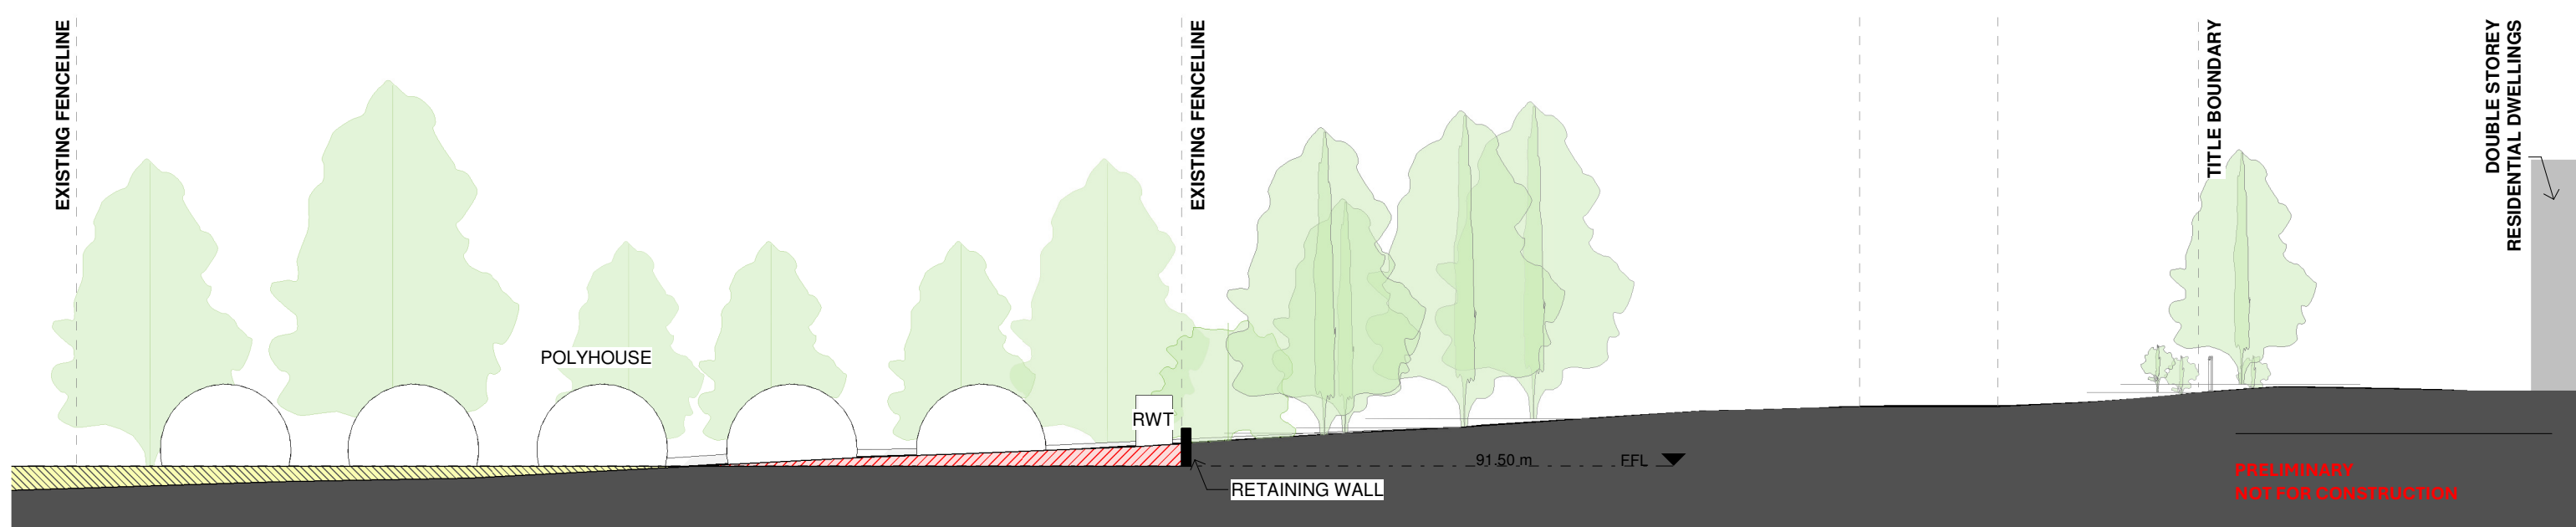 EXISTING FENCELINE
POLYHOUSE
RWT
EXISTING FENCELINE
RETAINING WALL
91.50 m
FFL
TITLE BOUNDARY
DOUBLE STOREY
RESIDENTIAL DWELLINGS
PRELIMINARY
NOT FOR CONSTRUCTION